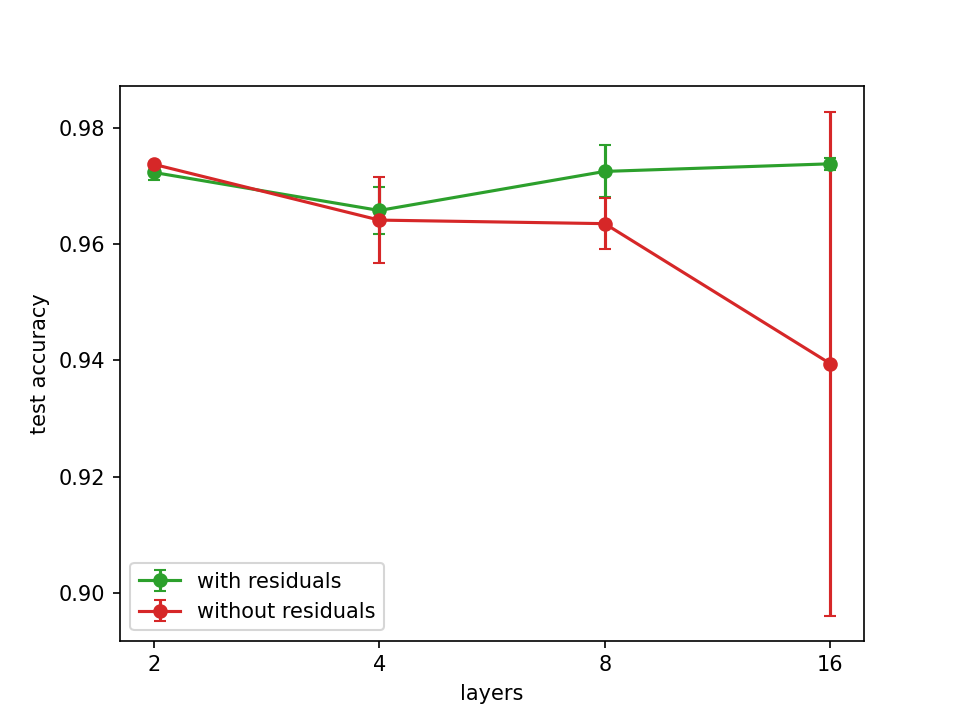 0.98
0.96
0.94
0.92
0.90
test accuracy
with residuals
without residuals
2 4 8 16
layers